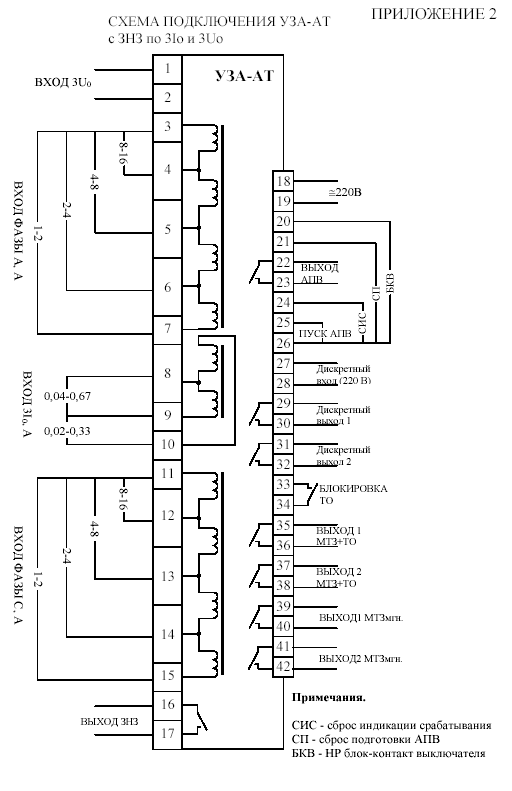 ПРИЛОЖЕНИЕ 2
СХЕМА ПОДКЛЮЧЕНИЯ УЗА-АТ
с ЗНЗ по 3Iо и 3Uо
УЗА-АТ
ВХОД 3U0
1
2
3
4
5
6
7
8
9
10
11
12
13
14
15
16
17
ВХОД ФАЗЫ А, А
1-2
2-4
4-8
8-16
ВХОД 3I0, А
0,04-0,67
0,02-0,33
ВХОД ФАЗЫ С, А
1-2
2-4
4-8
8-16
ВЫХОД ЗНЗ
18
19
20
21
22
23
24
25
26
27
28
29
30
31
32
33
34
35
36
37
38
39
40
41
42
≅220В
ВЫХОД
АПВ
СИС
СП
БКВ
ПУСК АПВ
Дискретный
вход (220 В)
Дискретный
выход 1
Дискретный
выход 2
БЛОКИРОВКА
ТО
ВЫХОД 1
МТЗ+ТО
ВЫХОД 2
МТЗ+ТО
ВЫХОД1 МТЗмгн.
ВЫХОД2 МТЗмгн.
Примечания.
СИС - сброс индикации срабатывания
СП - сброс подготовки АПВ
БКВ - НР блок-контакт выключателя